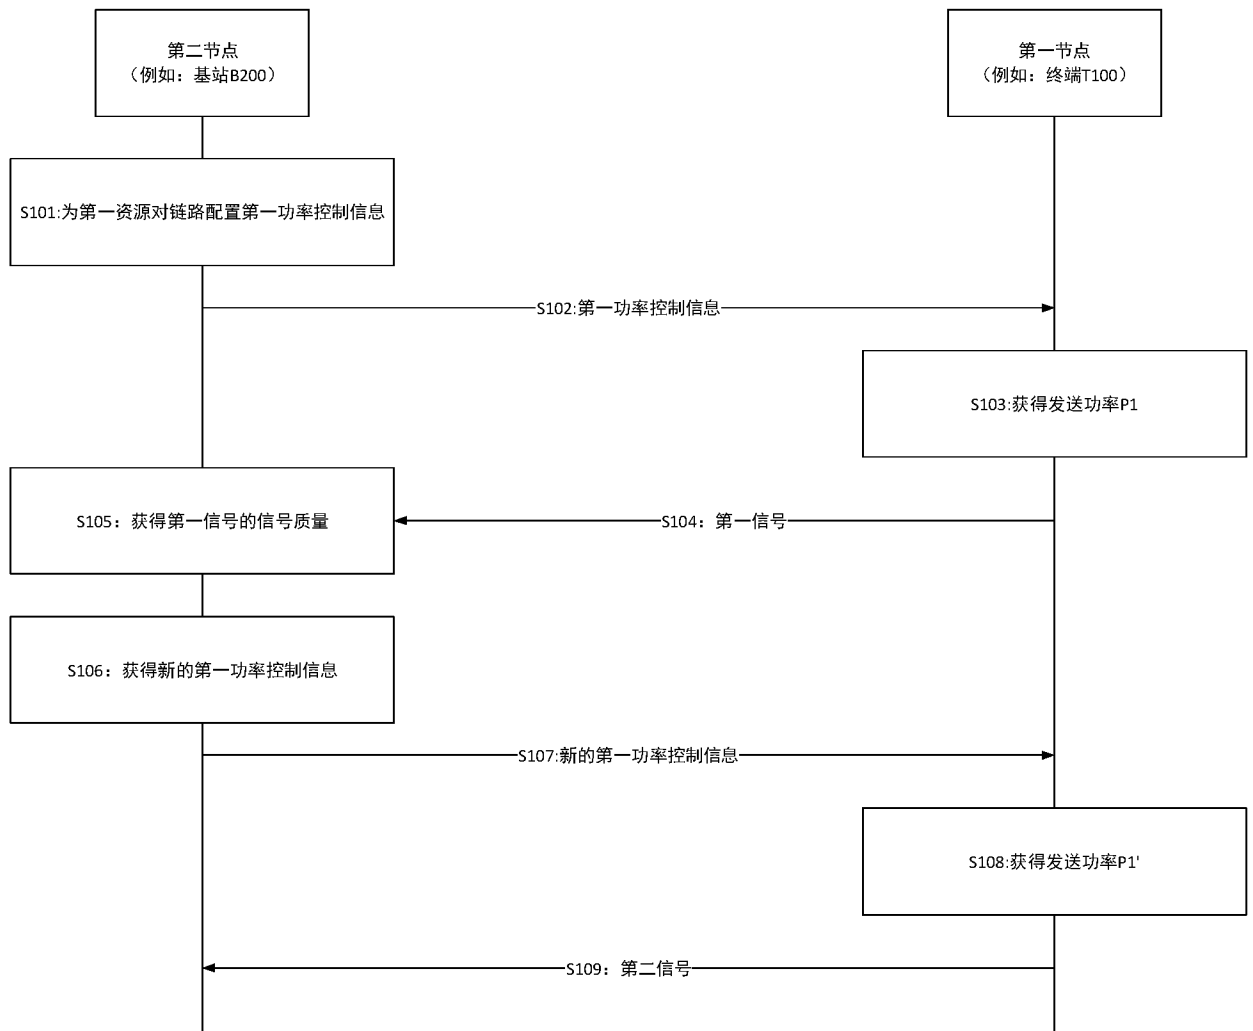 第二节点
（例如：基站B200）
第一节点
（例如：终端T100）
S101:为第一资源对链路配置第一功率控制信息
S102:第一功率控制信息
S103:获得发送功率P1
S104：第一信号
S105：获得第一信号的信号质量
S106：获得新的第一功率控制信息
S107:新的第一功率控制信息
S108:获得发送功率P1'
S109：第二信号